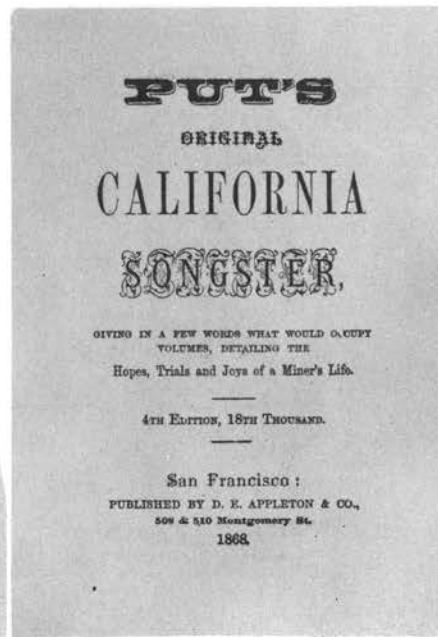 PUT'S
ORIGINAL
CALIFORNIA
SONGSTER,
GIVING IN A FEW WORDS WHAT WOULD OCCUPY
VOLUMES, DETAILING THE
Hopes, Trials and Joys of a Miner's Life.
4TH EDITION, 18TH THOUSAND.
San Francisco:
PUBLISHED BY D. E. APPLETON & CO.,
508 & 510 Montgomery St.
1868.